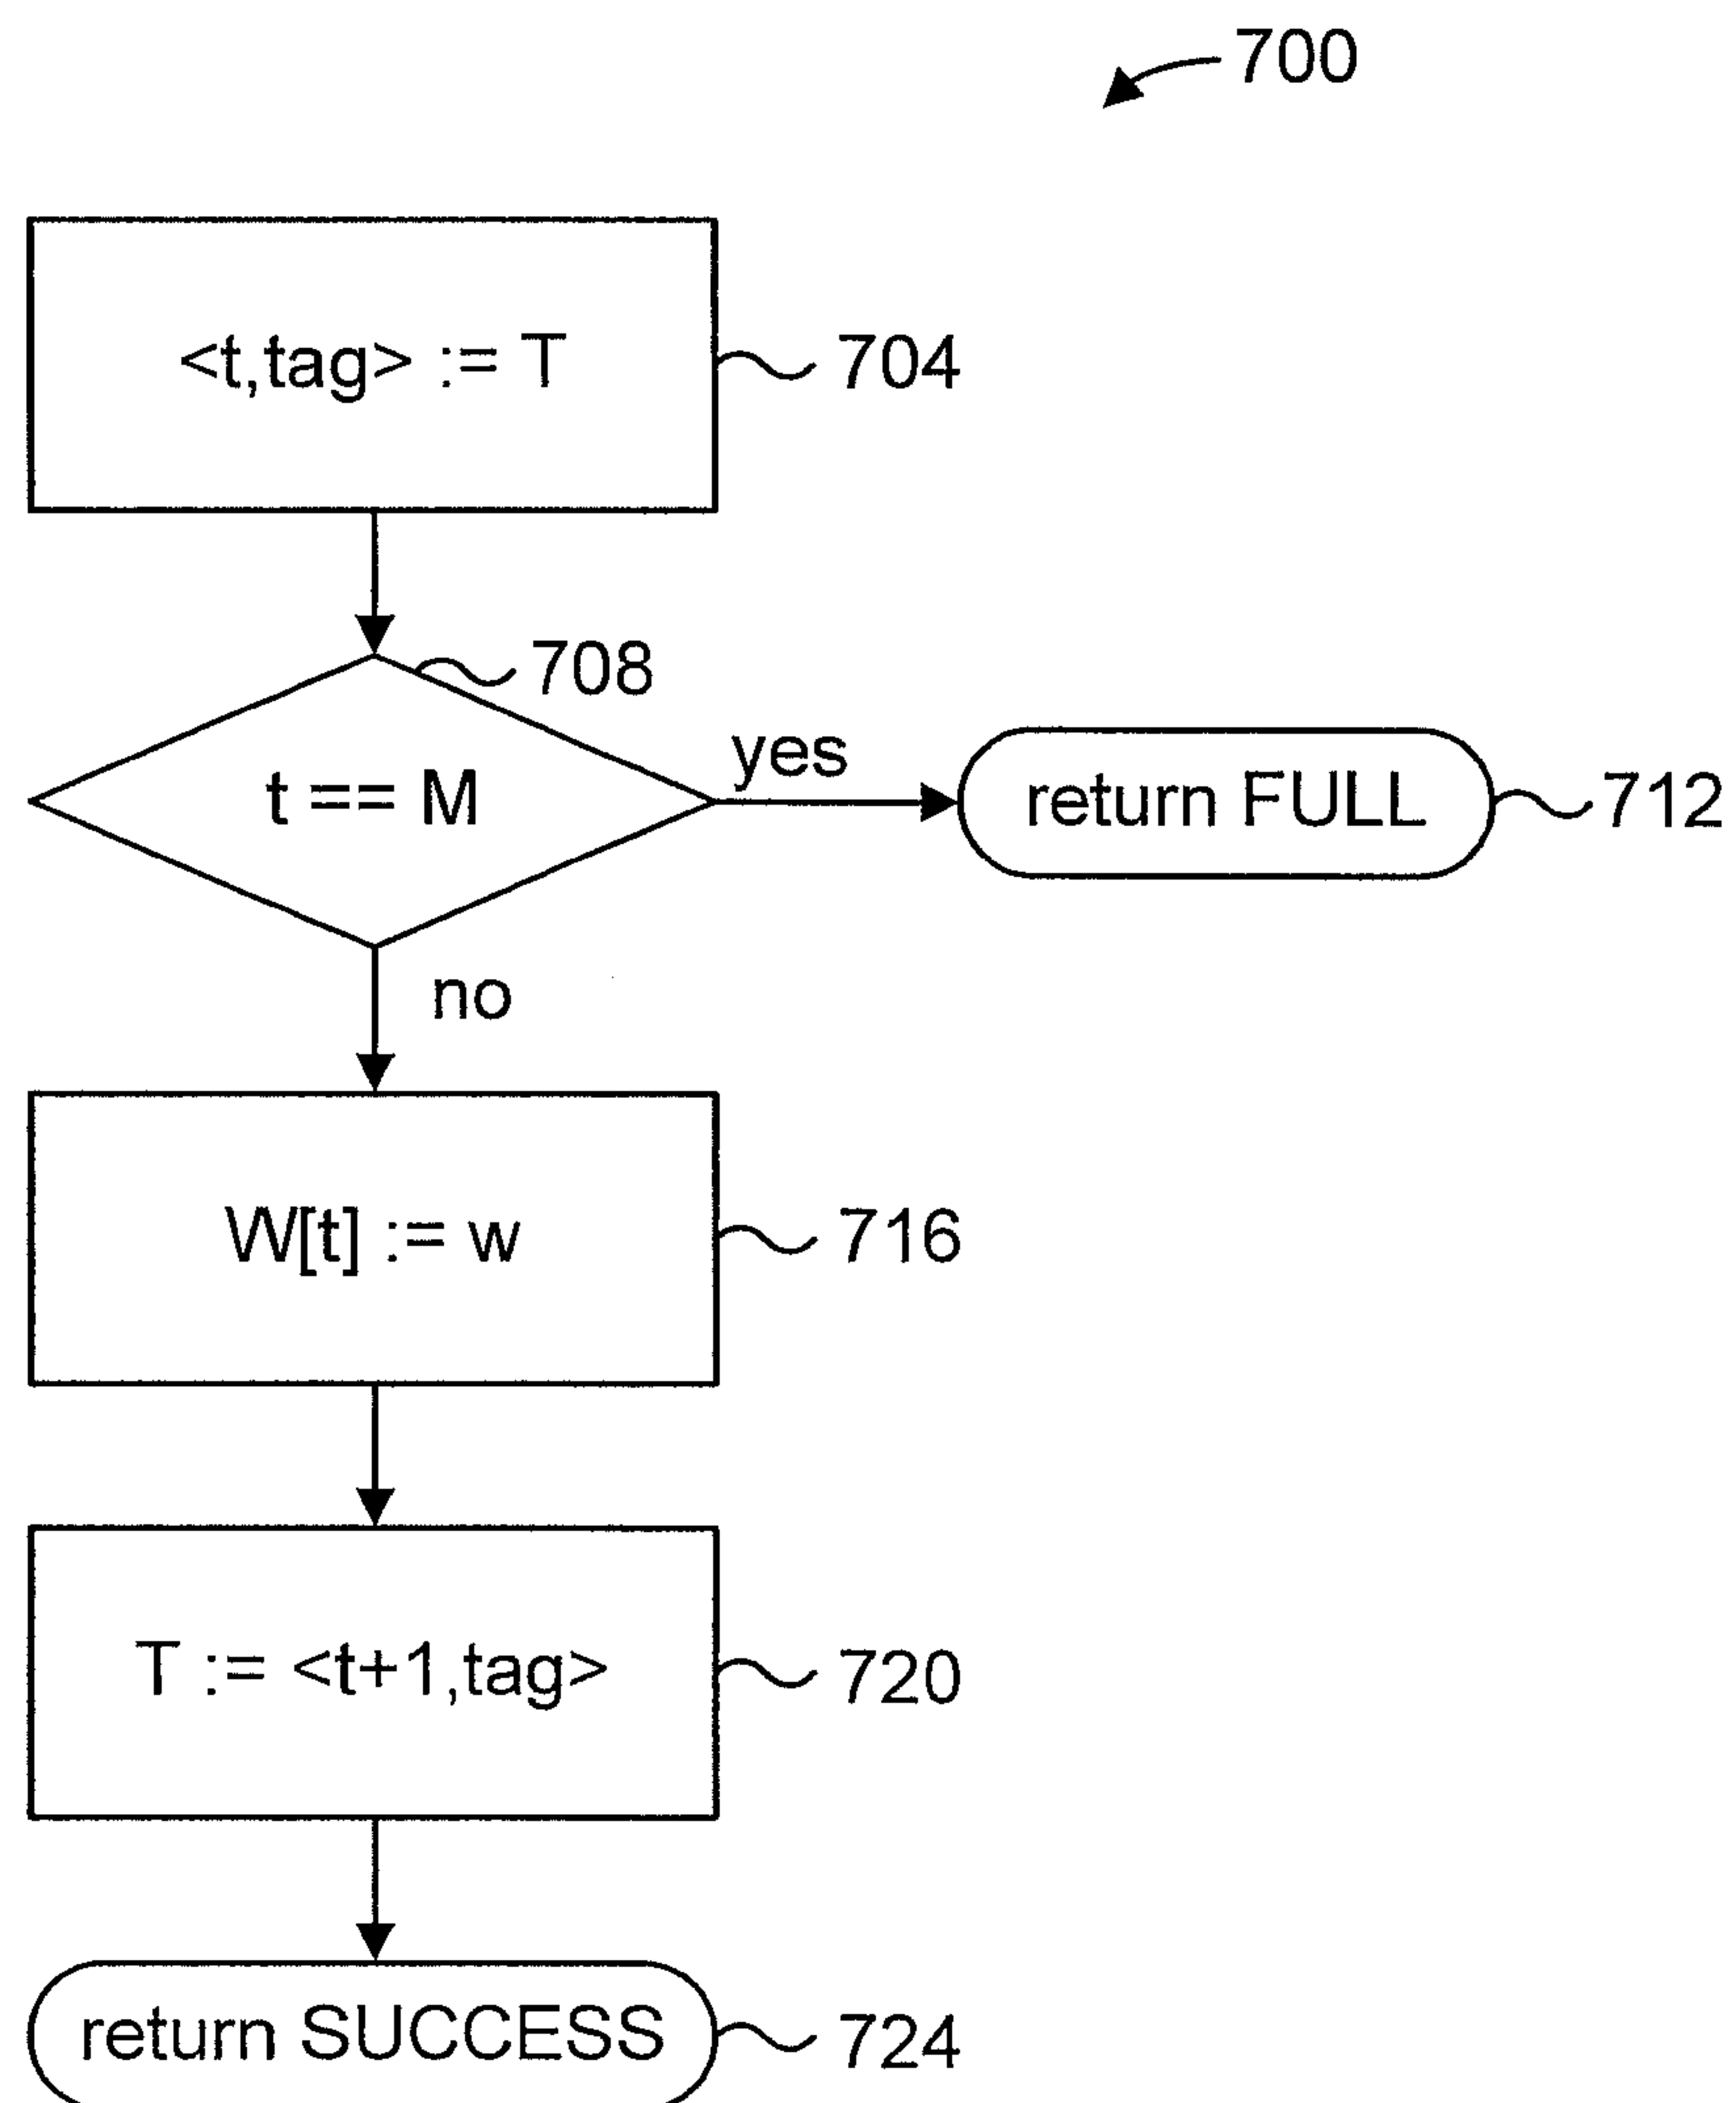 700
<t,tag> := T
704
708
t == M
yes
return FULL
712
no
W[t] := w
716
T := <t+1,tag>
720
return SUCCESS
724